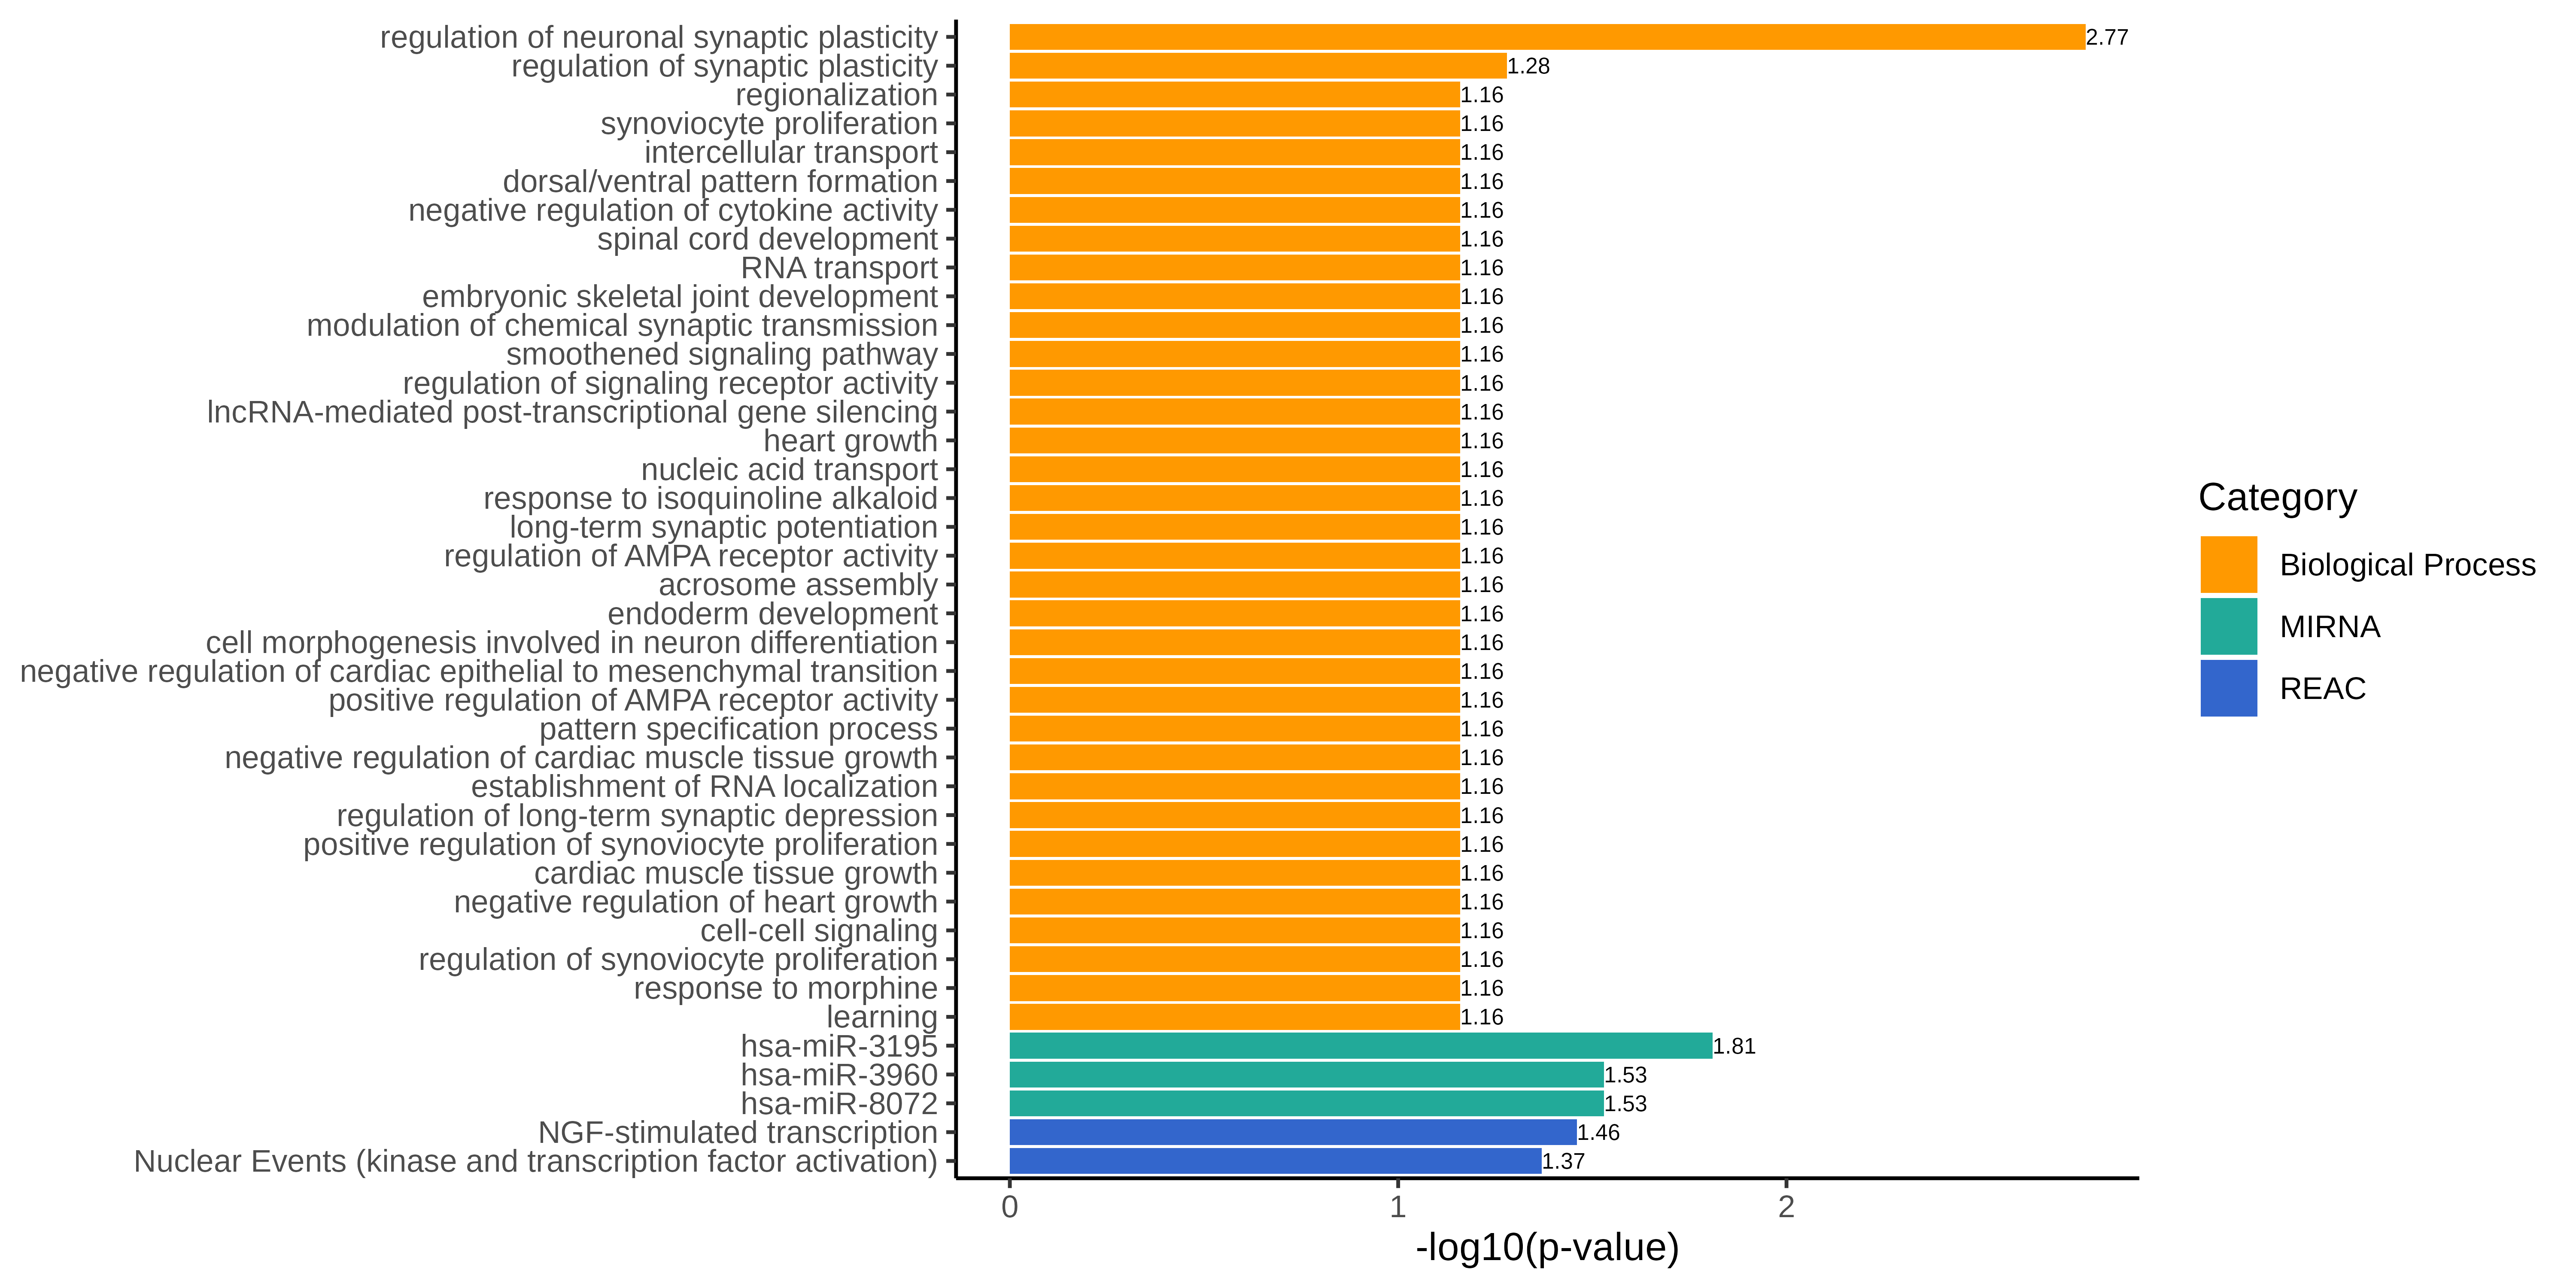 regulation of neuronal synaptic plasticity 2.77
regulation of synaptic plasticity 1.28
regionalization 1.16
synoviocyte proliferation 1.16
intercellular transport 1.16
dorsal/ventral pattern formation 1.16
negative regulation of cytokine activity 1.16
spinal cord development 1.16
RNA transport 1.16
embryonic skeletal joint development 1.16
modulation of chemical synaptic transmission 1.16
smoothened signaling pathway 1.16
regulation of signaling receptor activity 1.16
lncRNA-mediated post-transcriptional gene silencing 1.16
heart growth 1.16
nucleic acid transport 1.16
response to isoquinoline alkaloid 1.16
long-term synaptic potentiation 1.16
regulation of AMPA receptor activity 1.16
acrosome assembly 1.16
endoderm development 1.16
cell morphogenesis involved in neuron differentiation 1.16
negative regulation of cardiac epithelial to mesenchymal transition 1.16
positive regulation of AMPA receptor activity 1.16
pattern specification process 1.16
negative regulation of cardiac muscle tissue growth 1.16
establishment of RNA localization 1.16
regulation of long-term synaptic depression 1.16
positive regulation of synoviocyte proliferation 1.16
cardiac muscle tissue growth 1.16
negative regulation of heart growth 1.16
cell-cell signaling 1.16
regulation of synoviocyte proliferation 1.16
response to morphine 1.16
learning 1.16
hsa-miR-3195 1.81
hsa-miR-3960 1.53
hsa-miR-8072 1.53
NGF-stimulated transcription 1.46
Nuclear Events (kinase and transcription factor activation) 1.37
0 1 2
-log10(p-value)
Category
Biological Process
MIRNA
REAC